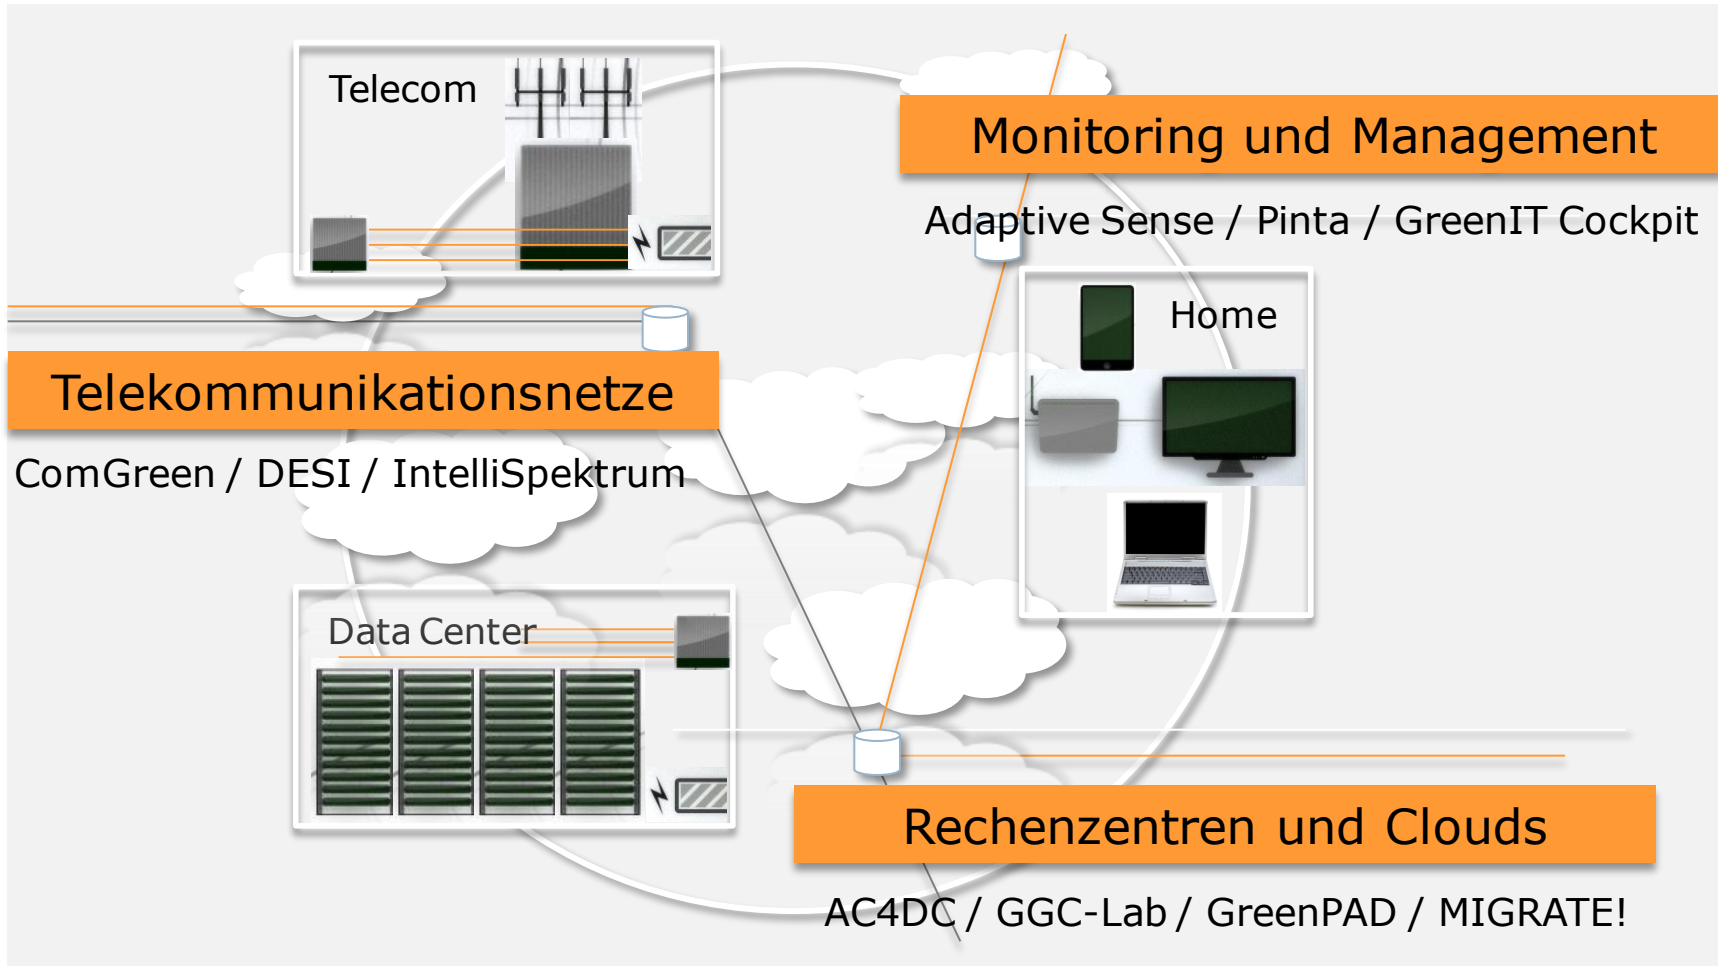 Telecom
Monitoring und Management
Adaptive Sense / Pinta / GreenIT Cockpit
Home
Telekommunikationsnetze
ComGreen / DESI / IntelliSpektrum
Data Center
Rechenzentren und Clouds
AC4DC / GGC-Lab / GreenPAD / MIGRATE!